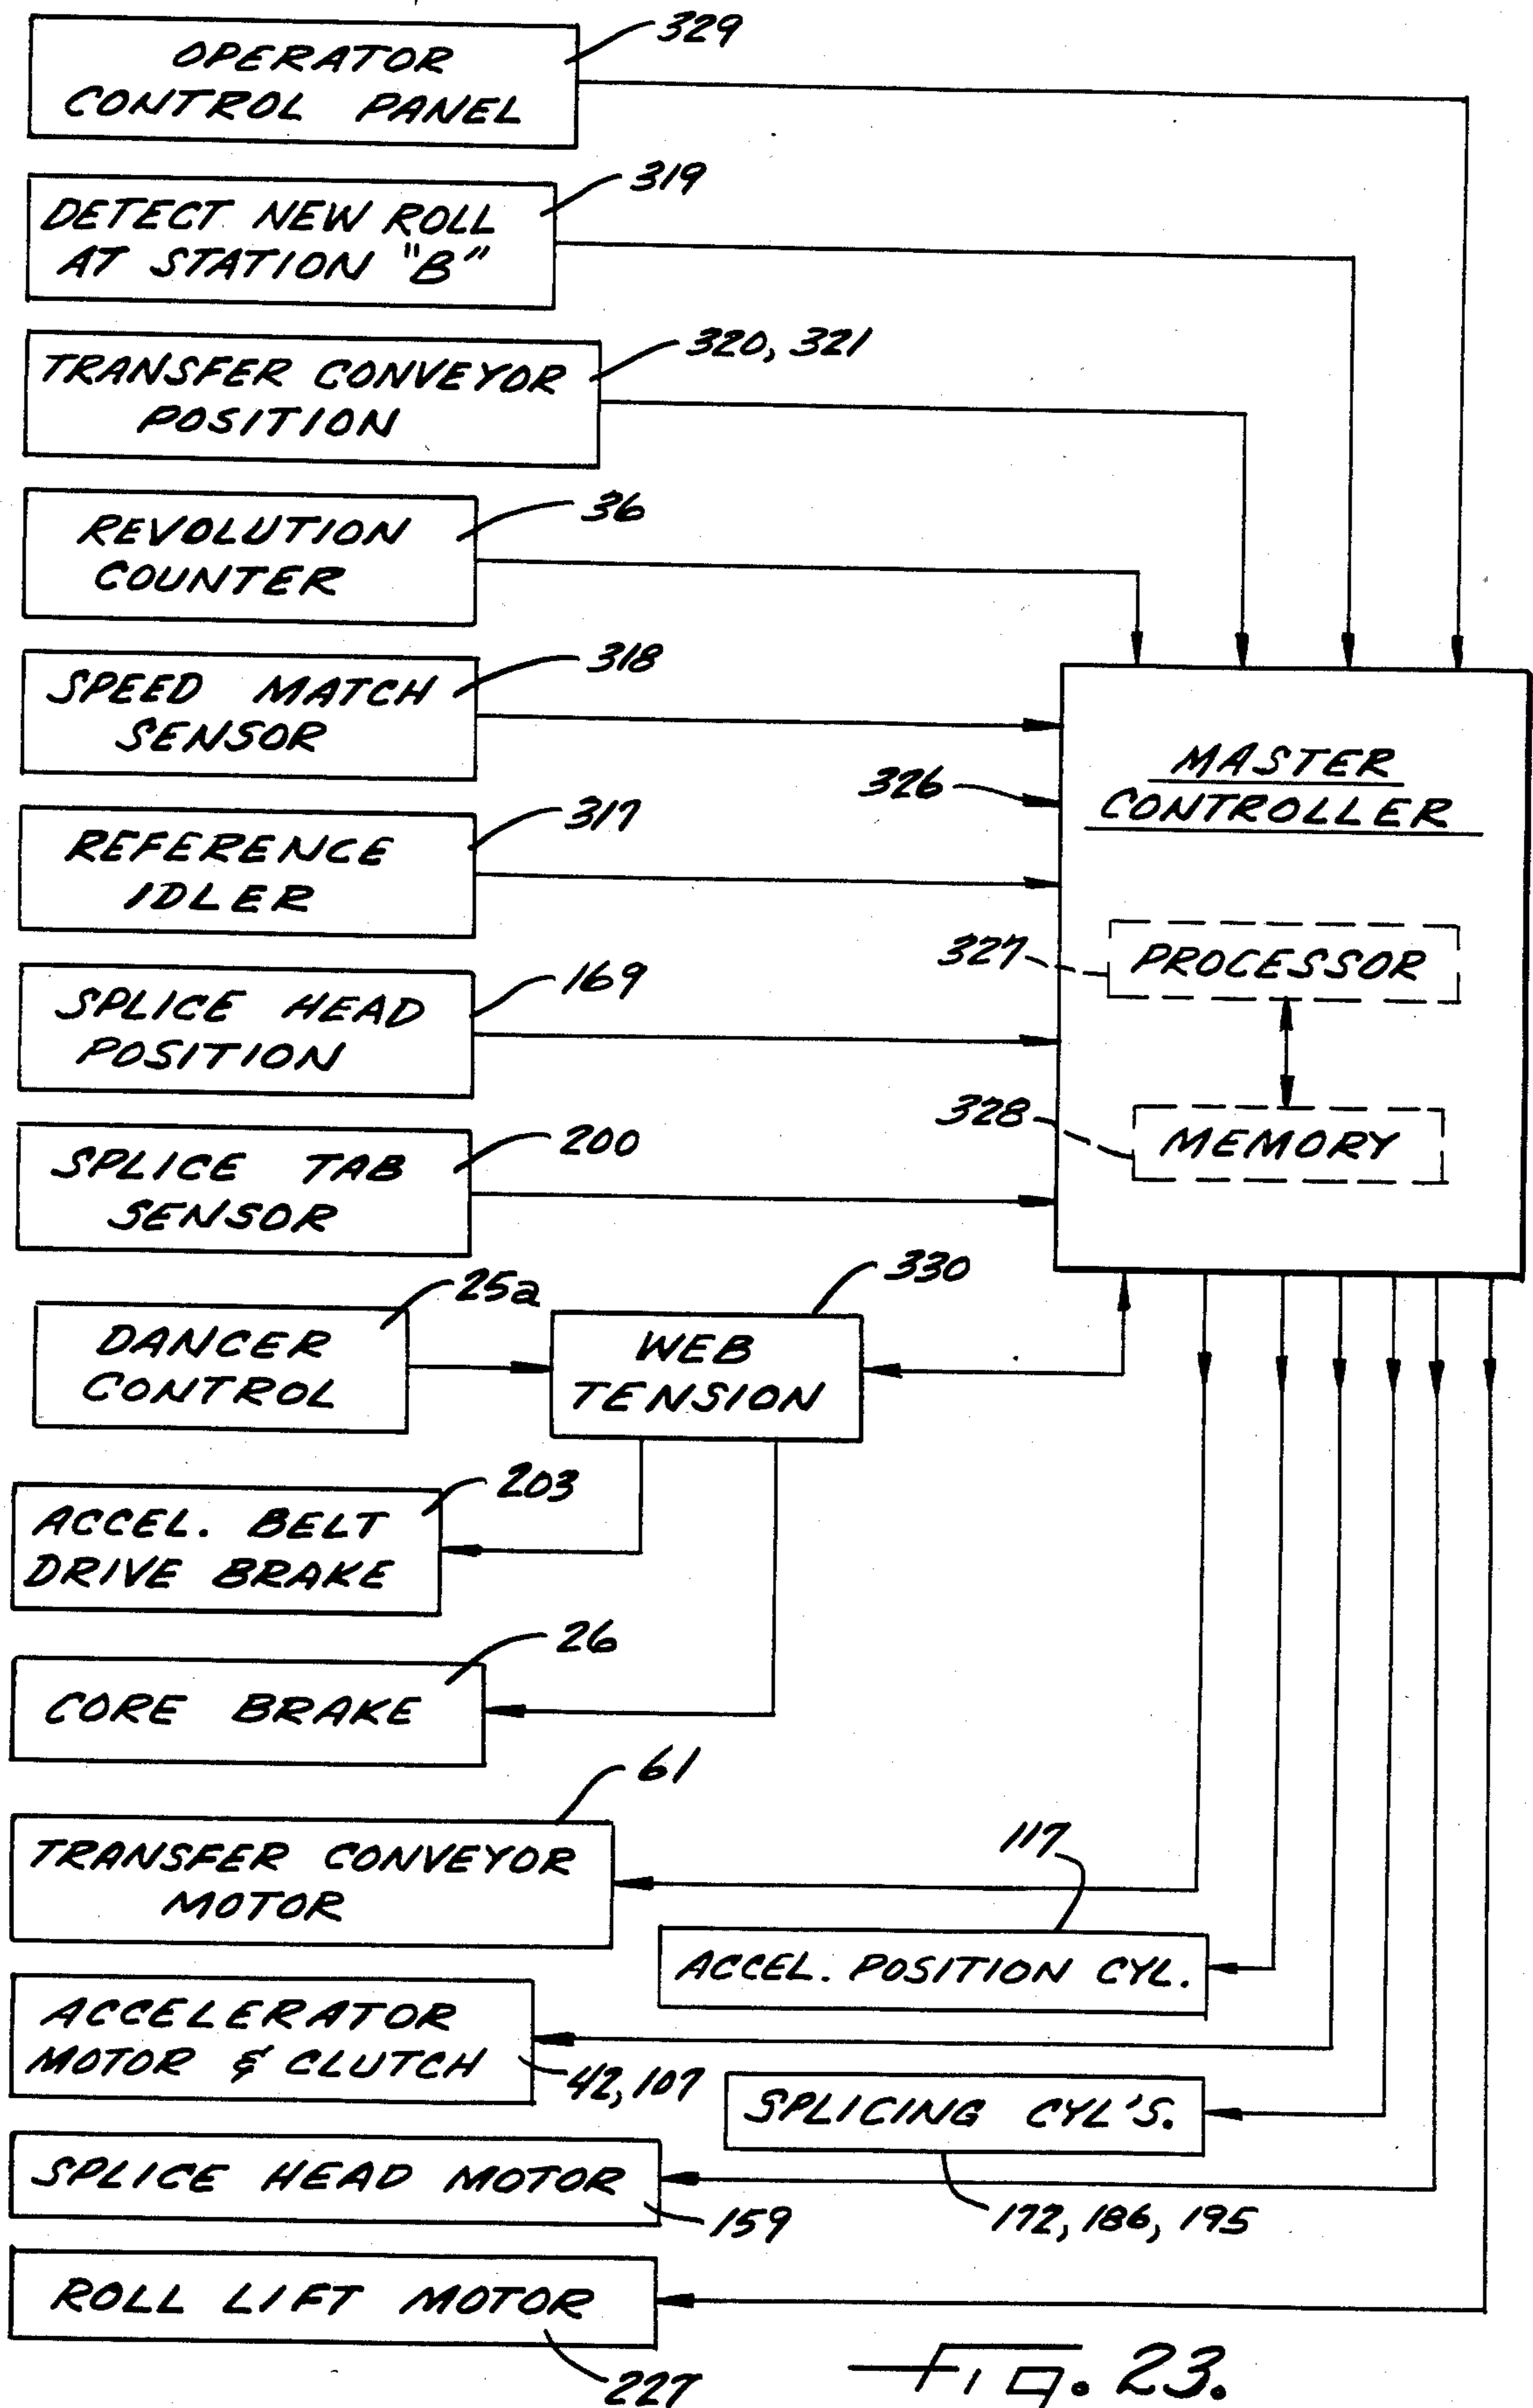 329
OPERATOR
CONTROL PANEL
319
DETECT NEW ROLL
AT STATION "B"
320, 321
TRANSFER CONVEYOR
POSITION
36
REVOLUTION
COUNTER
318
SPEED MATCH
SENSOR
MASTER
CONTROLLER
326
317
REFERENCE
IDLER
327
PROCESSOR
169
SPLICE HEAD
POSITION
328
MEMORY
200
SPLICE TAB
SENSOR
25a
DANCER
CONTROL
330
WEB
TENSION
203
ACCEL. BELT
DRIVE BRAKE
26
CORE BRAKE
61
TRANSFER CONVEYOR
MOTOR
117
ACCEL. POSITION CYL.
ACCELERATOR
MOTOR & CLUTCH
42, 107
SPLICING CYL'S.
172, 186, 195
SPLICE HEAD MOTOR
159
ROLL LIFT MOTOR
227
FIG. 23.